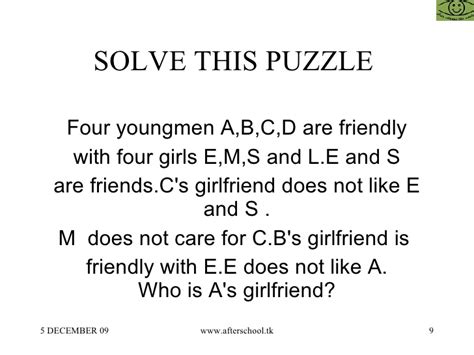 SOLVE THIS PUZZLE
Four youngmen A,B,C,D are friendly
with four girls E,M,S and L.E and S
are friends.C's girlfriend does not like E
and S .
M  does not care for C.B's girlfriend is
friendly with E.E does not like A.
Who is A's girlfriend?
5 DECEMBER 09
www.afterschool.tk
9